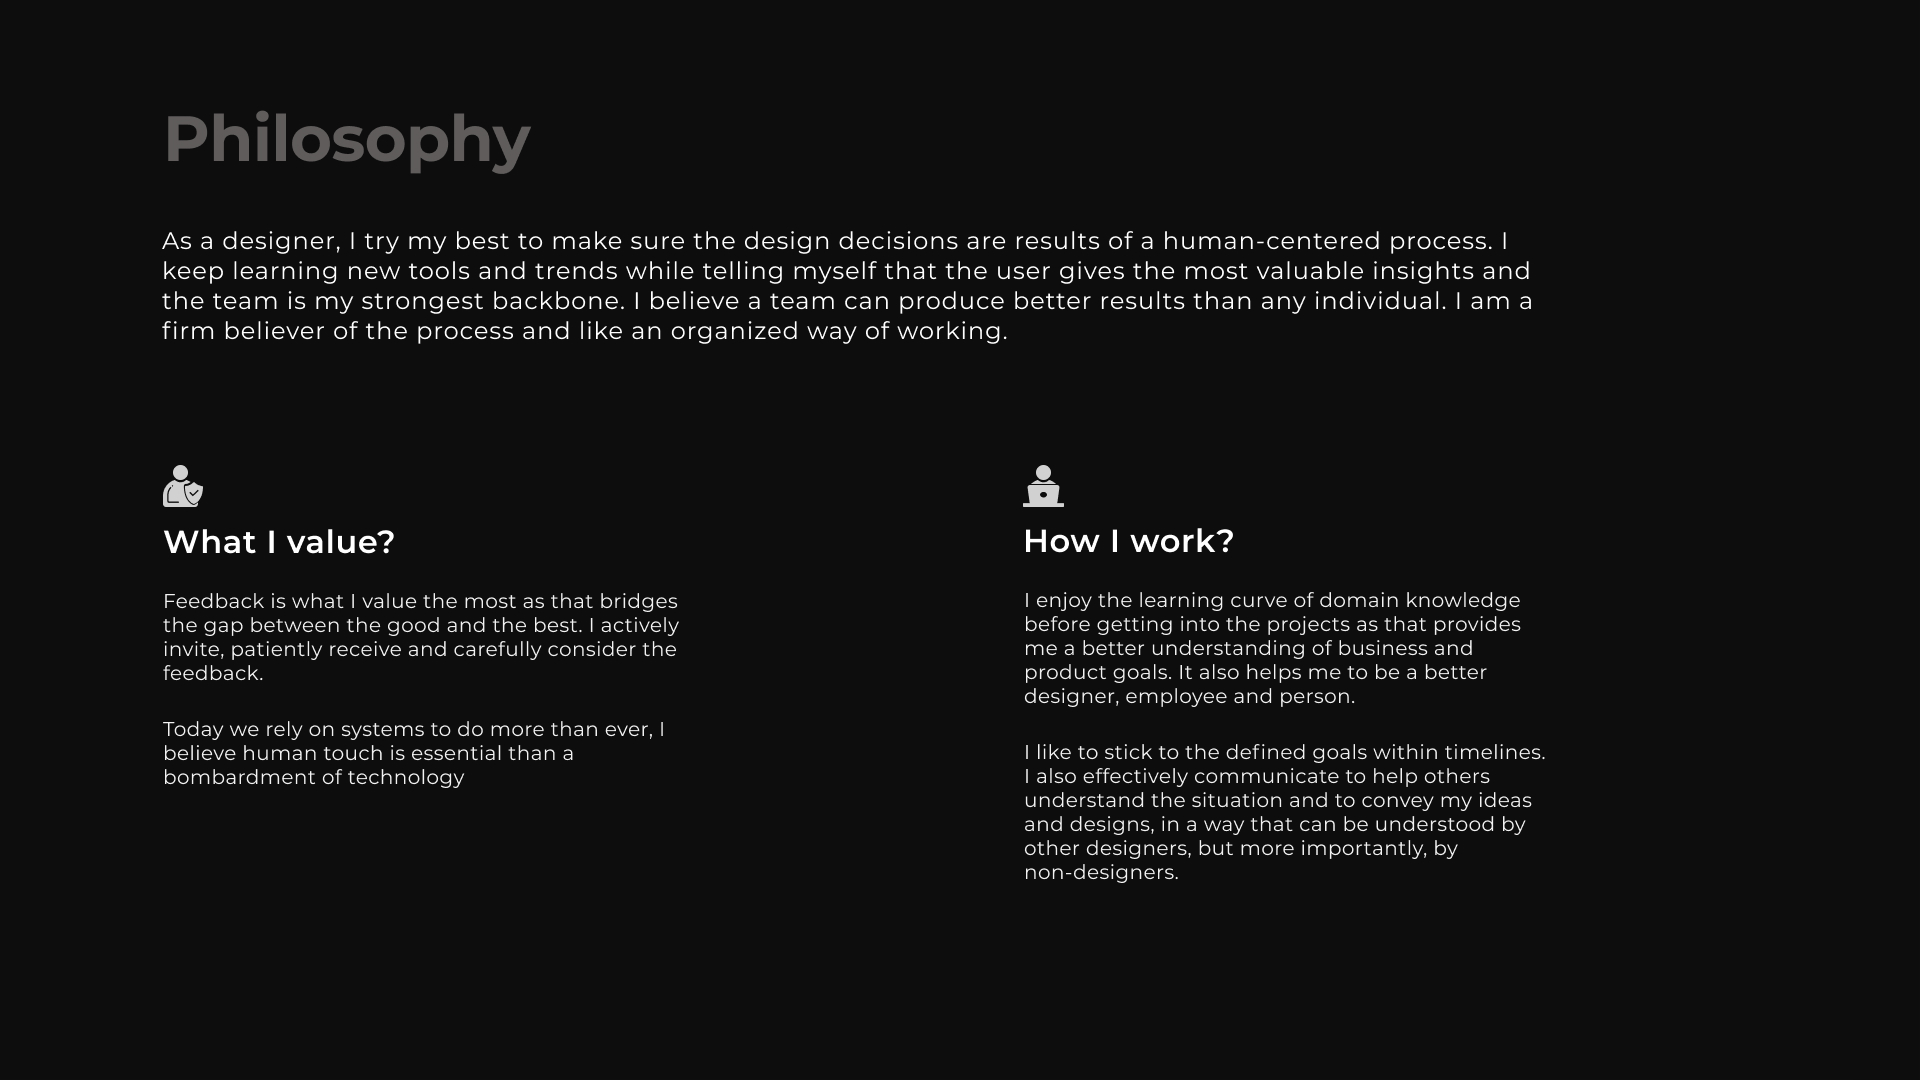 Philosophy
As a designer, I try my best to make sure the design decisions are results of a human-centered process. I
keep learning new tools and trends while telling myself that the user gives the most valuable insights and
the team is my strongest backbone. I believe a team can produce better results than any individual. I am a
firm believer of the process and like an organized way of working.
What I value?
Feedback is what I value the most as that bridges
the gap between the good and the best. I actively
invite, patiently receive and carefully consider the
feedback.
Today we rely on systems to do more than ever, I
believe human touch is essential than a
bombardment of technology
How I work?
I enjoy the learning curve of domain knowledge
before getting into the projects as that provides
me a better understanding of business and
product goals. It also helps me to be a better
designer, employee and person.
I like to stick to the defined goals within timelines.
I also effectively communicate to help others
understand the situation and to convey my ideas
and designs, in a way that can be understood by
other designers, but more importantly, by
non-designers.